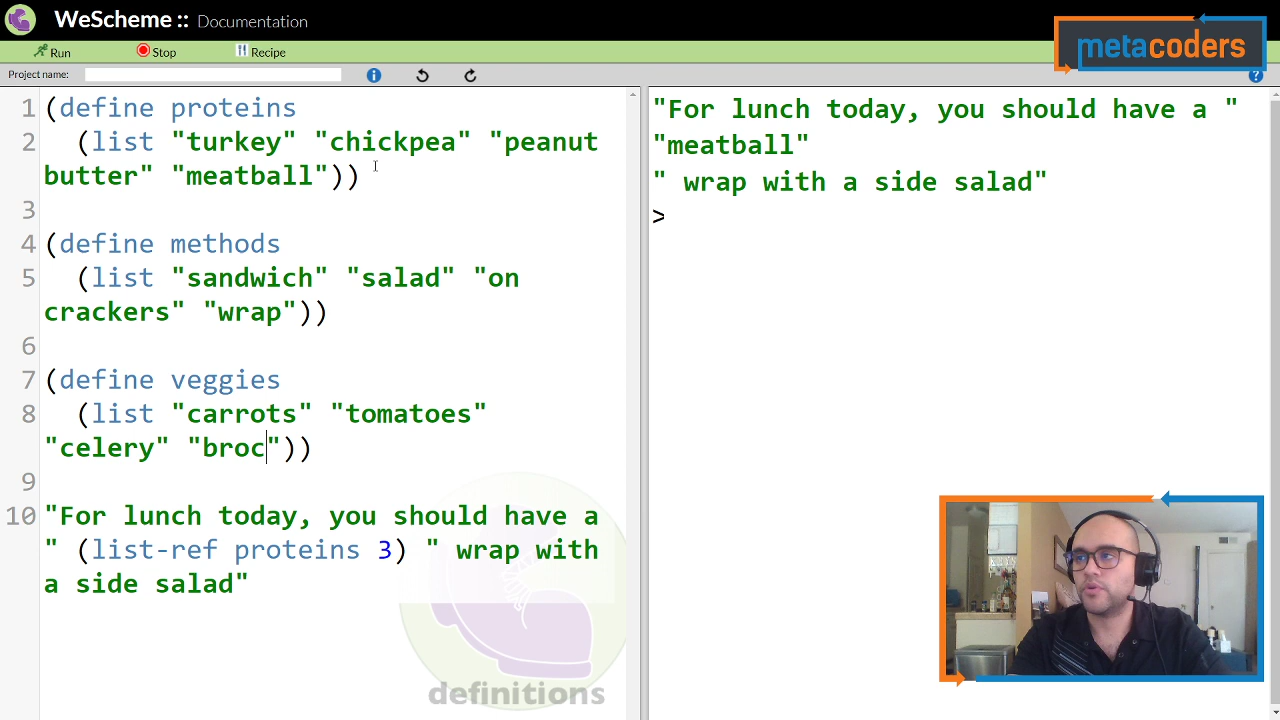 WeScheme :: Documentation
metacoders
Run Stop Recipe
Project name:
?
1 (define proteins
2 (list "turkey" "chickpea" "peanut
butter" "meatball"))
3
4 (define methods
5 (list "sandwich" "salad" "on
crackers" "wrap"))
6
7 (define veggies
8 (list "carrots" "tomatoes"
"celery" "broc"))
9
10 "For lunch today, you should have a
" (list-ref proteins 3) " wrap with
a side salad"
definitions
"For lunch today, you should have a "
"meatball"
" wrap with a side salad"
>